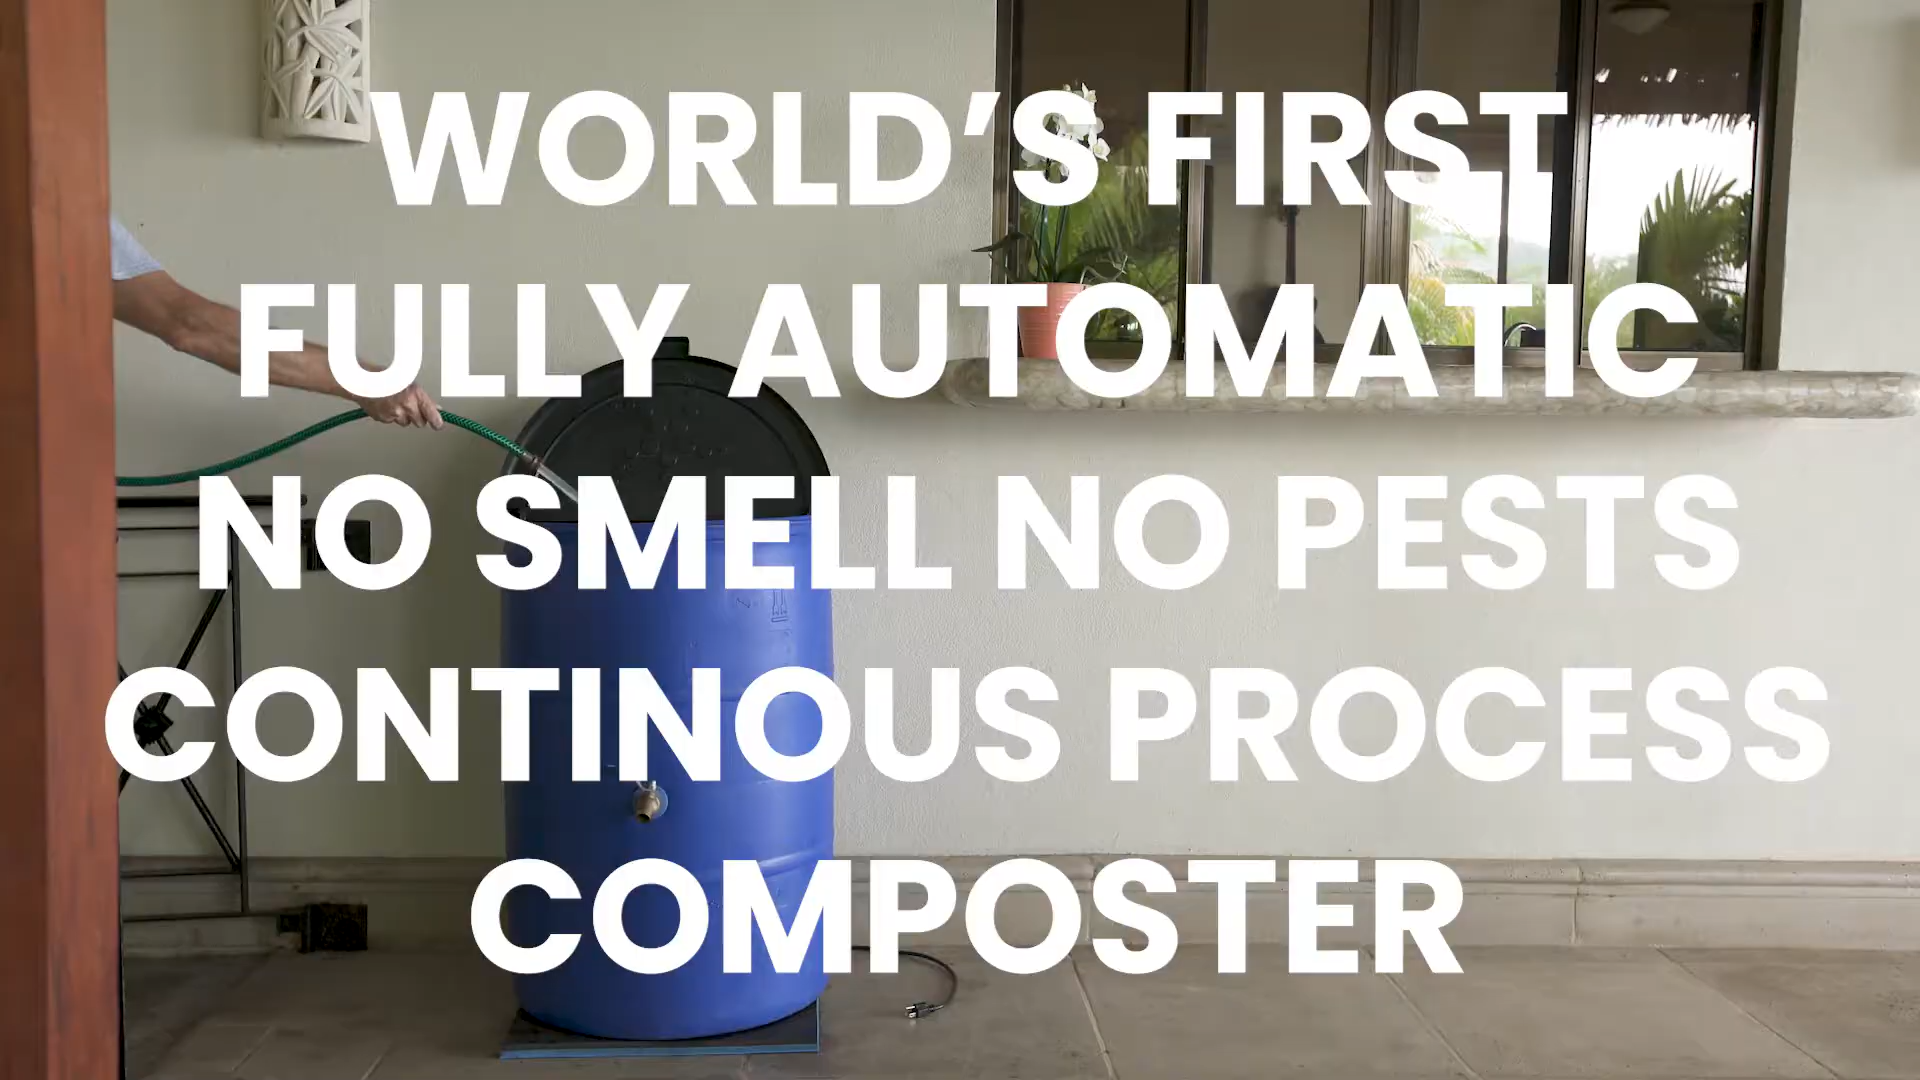 WORLD’S FIRST
FULLY AUTOMATIC
NO SMELL NO PESTS
CONTINOUS PROCESS
COMPOSTER